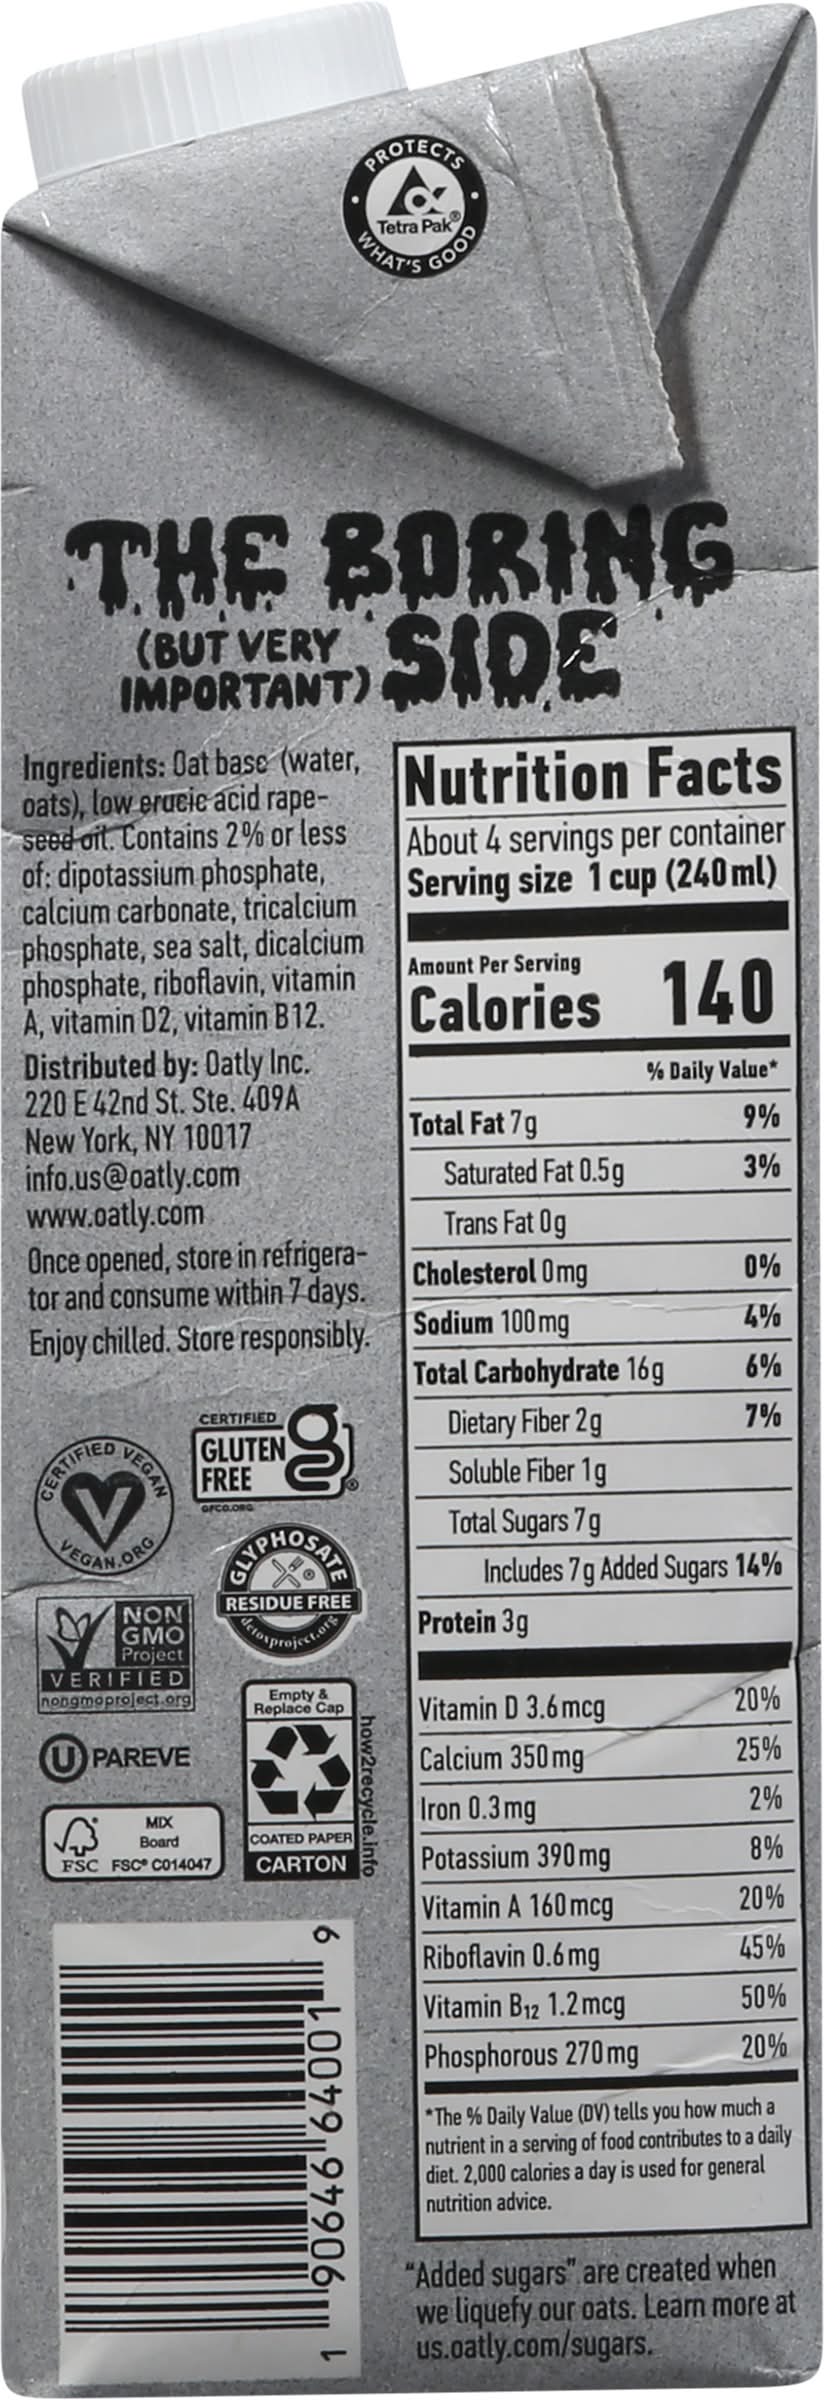 PROTECTS
Tetra Pak®
WHAT'S GOOD
THE BORING
(BUT VERY
IMPORTANT)
SIDE
Ingredients: Oat base (water,
oats), low erucic acid rape-
seed oil. Contains 2% or less
of: dipotassium phosphate,
calcium carbonate, tricalcium
phosphate, sea salt, dicalcium
phosphate, riboflavin, vitamin
A, vitamin D2, vitamin B12.
Distributed by: Oatly Inc.
220 E 42nd St. Ste. 409A
New York, NY 10017
info.us@oatly.com
www.oatly.com
Once opened, store in refrigera-
tor and consume within 7 days.
Enjoy chilled. Store responsibly.
CERTIFIED VEGAN
V
VEGAN.ORG
CERTIFIED
GLUTEN
FREE
g®
GFCO.ORG
GLYPHOSATE
®
RESIDUE FREE
detoxproject.org
NON
GMO
Project
VERIFIED
nongmoproject.org
U PAREVE
MIX
Board
FSC FSC® C014047
Empty &
Replace Cap
COATED PAPER
CARTON
how2recycle.info
1 90646 64001 9
Nutrition Facts
About 4 servings per container
Serving size 1 cup (240ml)
Amount Per Serving
Calories 140
% Daily Value*
Total Fat 7g 9%
Saturated Fat 0.5g 3%
Trans Fat 0g
Cholesterol 0mg 0%
Sodium 100mg 4%
Total Carbohydrate 16g 6%
Dietary Fiber 2g 7%
Soluble Fiber 1g
Total Sugars 7g
Includes 7g Added Sugars 14%
Protein 3g
Vitamin D 3.6mcg 20%
Calcium 350mg 25%
Iron 0.3mg 2%
Potassium 390mg 8%
Vitamin A 160mcg 20%
Riboflavin 0.6mg 45%
Vitamin B12 1.2mcg 50%
Phosphorous 270mg 20%
*The % Daily Value (DV) tells you how much a
nutrient in a serving of food contributes to a daily
diet. 2,000 calories a day is used for general
nutrition advice.
"Added sugars" are created when
we liquefy our oats. Learn more at
us.oatly.com/sugars.